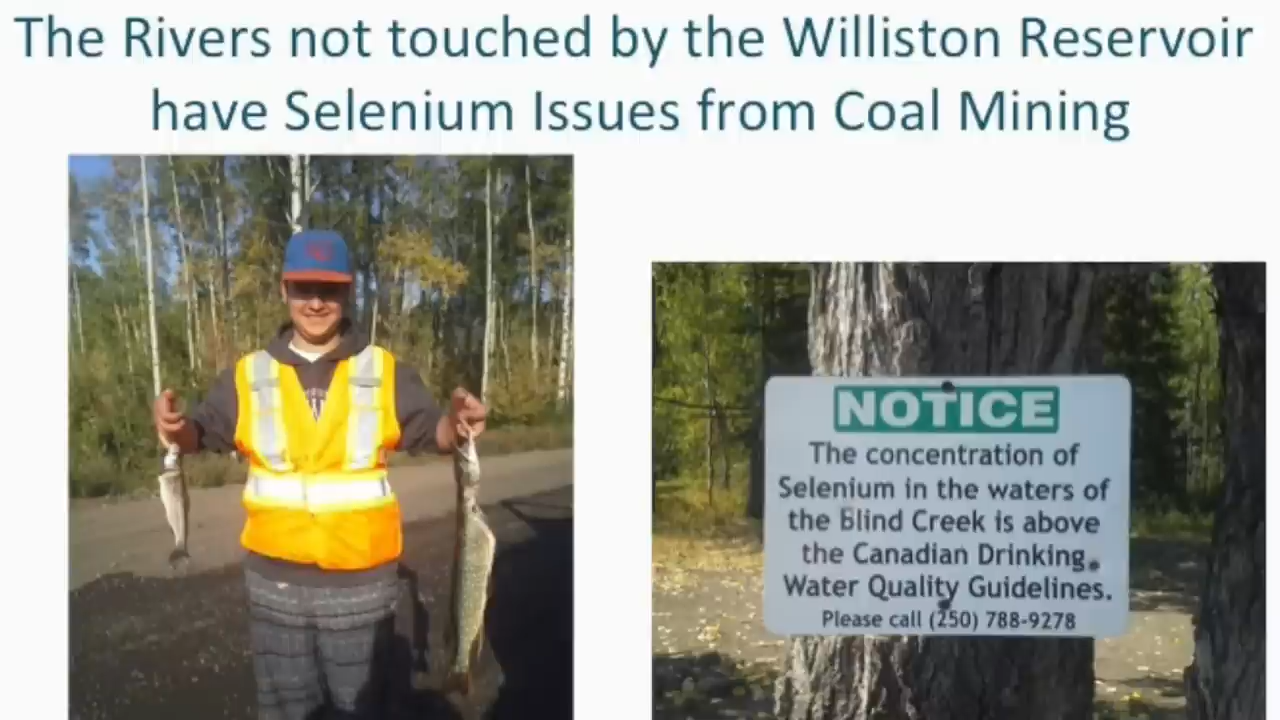 The Rivers not touched by the Williston Reservoir
have Selenium Issues from Coal Mining
NOTICE
The concentration of
Selenium in the waters of
the Blind Creek is above
the Canadian Drinking
Water Quality Guidelines.
Please call (250) 788-9278